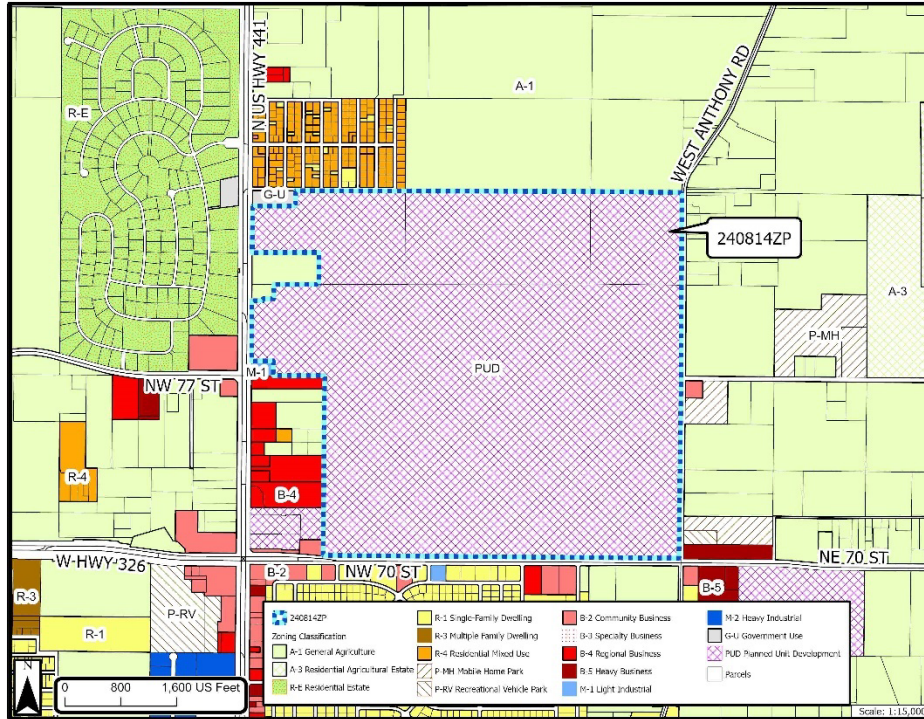 N US HWY 441
WEST ANTHONY RD
A-1
R-E
G-U
240814ZP
A-3
P-MH
PUD
M-1
NW 77 ST
R-4
B-4
W HWY 326
NW 70 ST
NE 70 ST
B-2
B-5
R-3
P-RV
R-1
240814ZP
Zoning Classification
A-1 General Agriculture
A-3 Residential Agricultural Estate
R-E Residential Estate
R-1 Single-Family Dwelling
R-3 Multiple Family Dwelling
R-4 Residential Mixed Use
P-MH Mobile Home Park
P-RV Recreational Vehicle Park
B-2 Community Business
B-3 Specialty Business
B-4 Regional Business
B-5 Heavy Business
M-1 Light Industrial
M-2 Heavy Industrial
G-U Government Use
PUD Planned Unit Development
Parcels
N
0 800 1,600 US Feet
Scale: 1:15,000